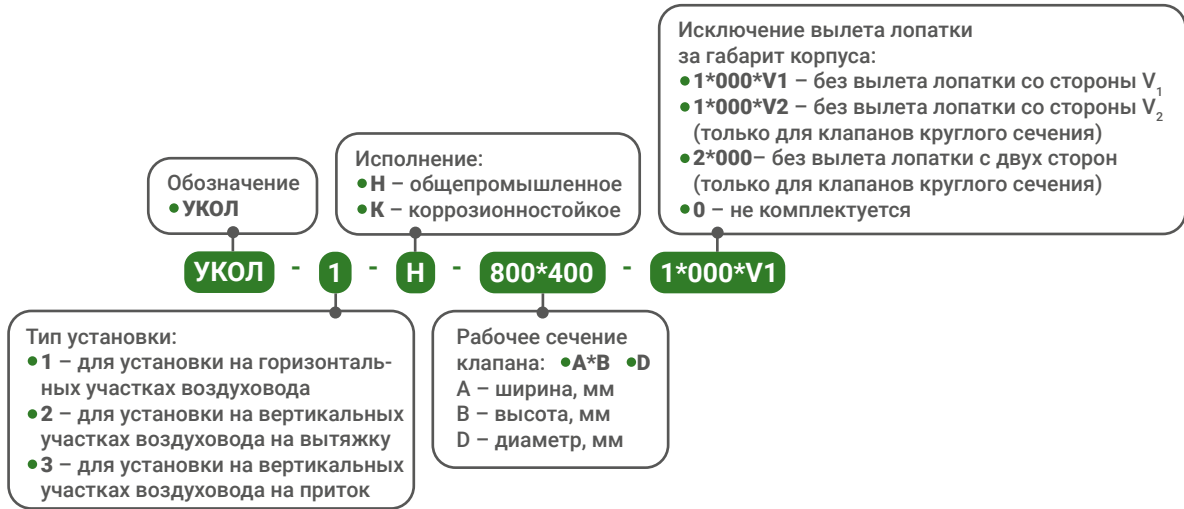 Исключение вылета лопатки
за габарит корпуса:
●1*000*V1 – без вылета лопатки со стороны V₁
●1*000*V2 – без вылета лопатки со стороны V₂
(только для клапанов круглого сечения)
●2*000– без вылета лопатки с двух сторон
(только для клапанов круглого сечения)
●0 – не комплектуется
Исполнение:
●Н – общепромышленное
●К – коррозионностойкое
Обозначение
●УКОЛ
УКОЛ - 1 - Н - 800*400 - 1*000*V1
Тип установки:
●1 – для установки на горизонталь-
ных участках воздуховода
●2 – для установки на вертикальных
участках воздуховода на вытяжку
●3 – для установки на вертикальных
участках воздуховода на приток
Рабочее сечение
клапана: ●A*B ●D
A – ширина, мм
B – высота, мм
D – диаметр, мм